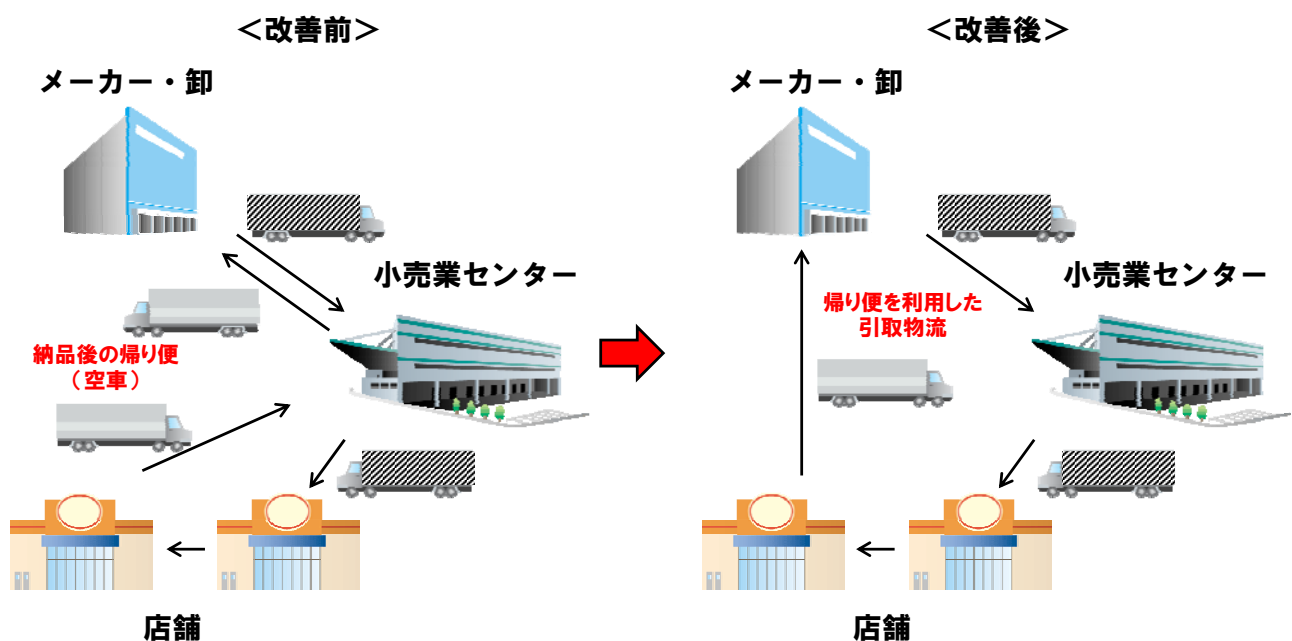 <改善前>
メーカー・卸
小売業センター
納品後の帰り便
(空車)
店舗
<改善後>
メーカー・卸
小売業センター
帰り便を利用した
引取物流
店舗